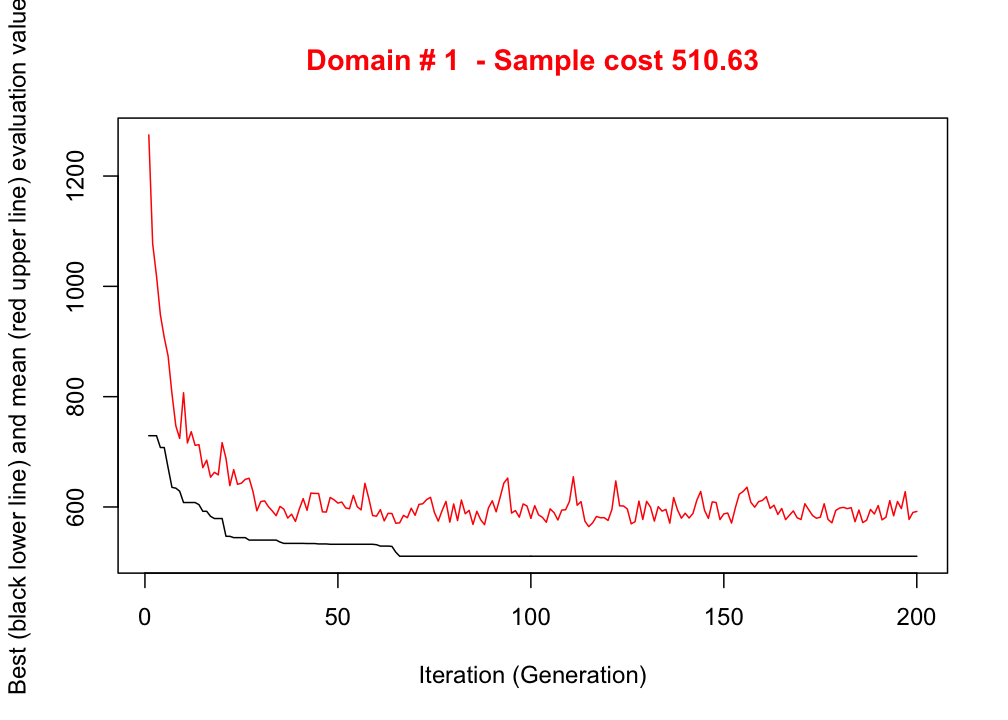 Domain # 1  - Sample cost 510.63
Best (black lower line) and mean (red upper line) evaluation value
1200
1000
800
600
0 50 100 150 200
Iteration (Generation)